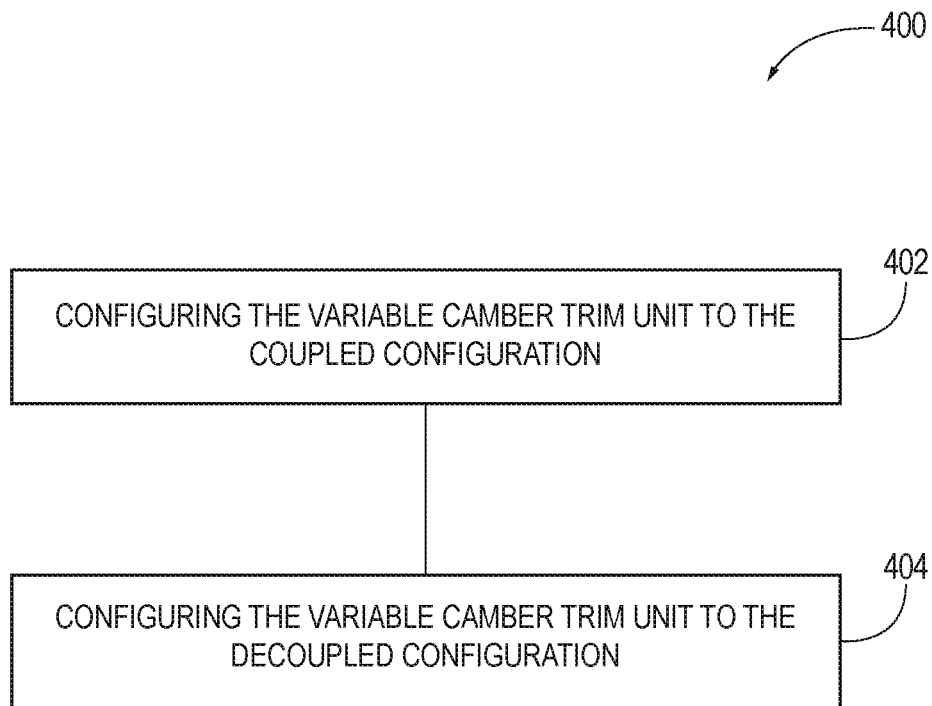 400
402
CONFIGURING THE VARIABLE CAMBER TRIM UNIT TO THE
COUPLED CONFIGURATION
404
CONFIGURING THE VARIABLE CAMBER TRIM UNIT TO THE
DECOUPLED CONFIGURATION